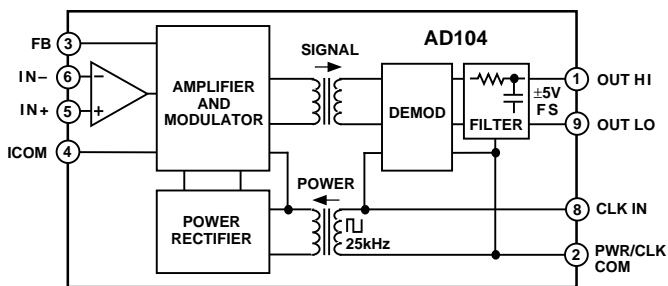 AD104
FB 3
SIGNAL
IN– 6
–
AMPLIFIER
AND
MODULATOR
IN+ 5
+
ICOM 4
DEMOD
±5V
FS
FILTER
1 OUT HI
9 OUT LO
POWER
POWER
RECTIFIER
25kHz
8 CLK IN
2 PWR/CLK
COM